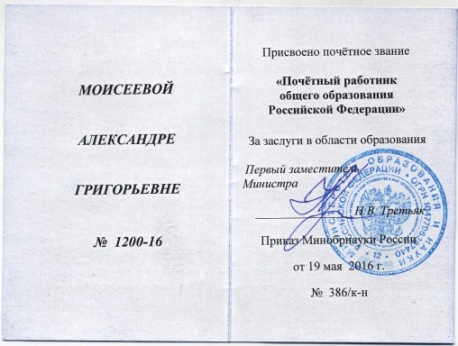 МОИСЕЕВОЙ
АЛЕКСАНДРЕ
ГРИГОРЬЕВНЕ
№ 1200-16
Присвоено почётное звание
«Почётный работник
общего образования
Российской Федерации»
За заслуги в области образования
Первый заместитель
Министра
Н.В. Третьяк
Приказ Минобрнауки России
от 19 мая 2016 г.
№ 386/к-н